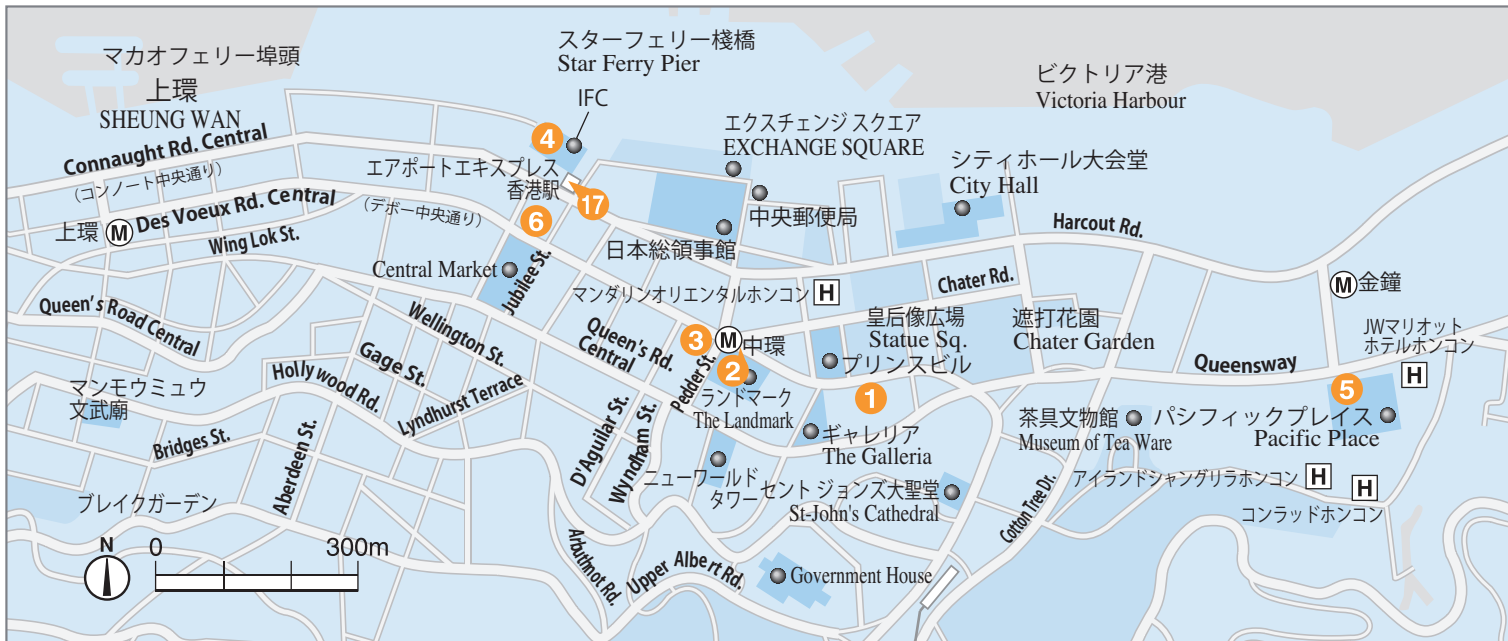 マカオフェリー埠頭
上環
SHEUNG WAN
スターフェリー棧橋
Star Ferry Pier
IFC
ビクトリア港
Victoria Harbour
Connaught Rd. Central
(コンノート中央通り)
4
エクスチェンジ スクエア
EXCHANGE SQUARE
シティホール大会堂
City Hall
エアポートエキスプレス
香港駅
17
Des Voeux Rd. Central
(デボー中央通り)
上環
M
6
中央郵便局
日本総領事館
Harcout Rd.
Wing Lok St.
Central Market
Jubilee St.
マンダリンオリエンタルホンコン
H
Chater Rd.
M
金鐘
Queen's Road Central
Wellington St.
Queen's Rd.
Central
3
M
中環
皇后像広場
Statue Sq.
遮打花園
Chater Garden
JWマリオット
ホテルホンコン
H
Gage St.
Pedder St.
2
プリンスビル
Queensway
マンモウミュウ
文武廟
Hollywood Rd.
Lyndhurst Terrace
ランドマーク
The Landmark
1
5
Bridges St.
Aberdeen St.
D'Aguilar St.
Wyndham St.
ギャレリア
The Galleria
茶具文物館
Museum of Tea Ware
パシフィックプレイス
Pacific Place
ニューワールド
タワー
セント ジョンズ大聖堂
St-John's Cathedral
Cotton Tree Dr.
アイランドシャングリラホンコン
H
H
コンラッドホンコン
ブレイクガーデン
N
0
300m
Arbuthnot Rd.
Upper Albert Rd.
Government House